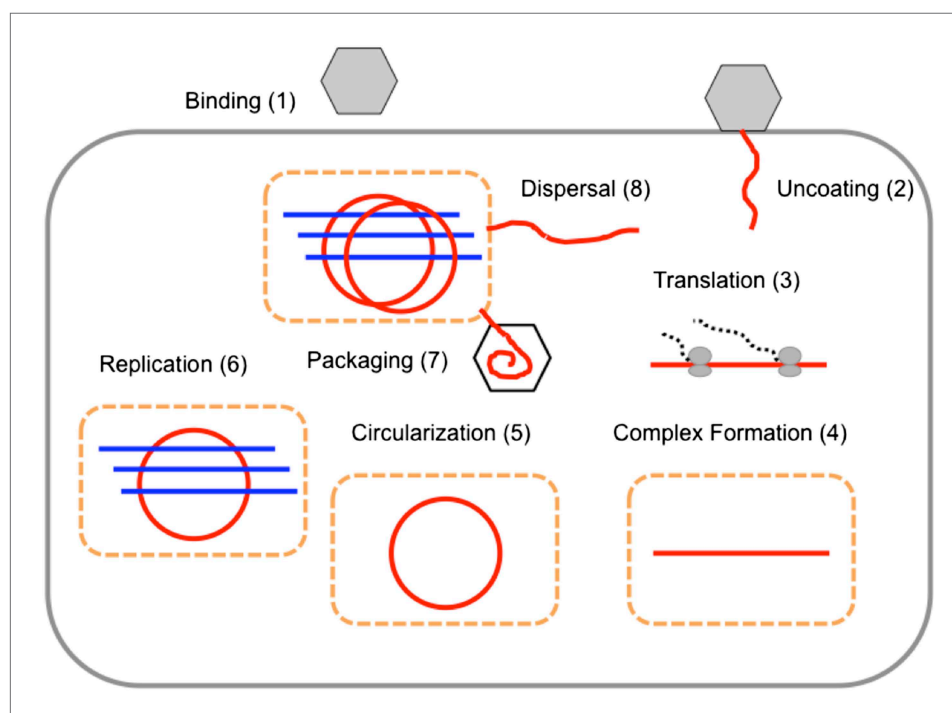 Binding (1)
Dispersal (8)
Uncoating (2)
Translation (3)
Replication (6)
Packaging (7)
Circularization (5)
Complex Formation (4)